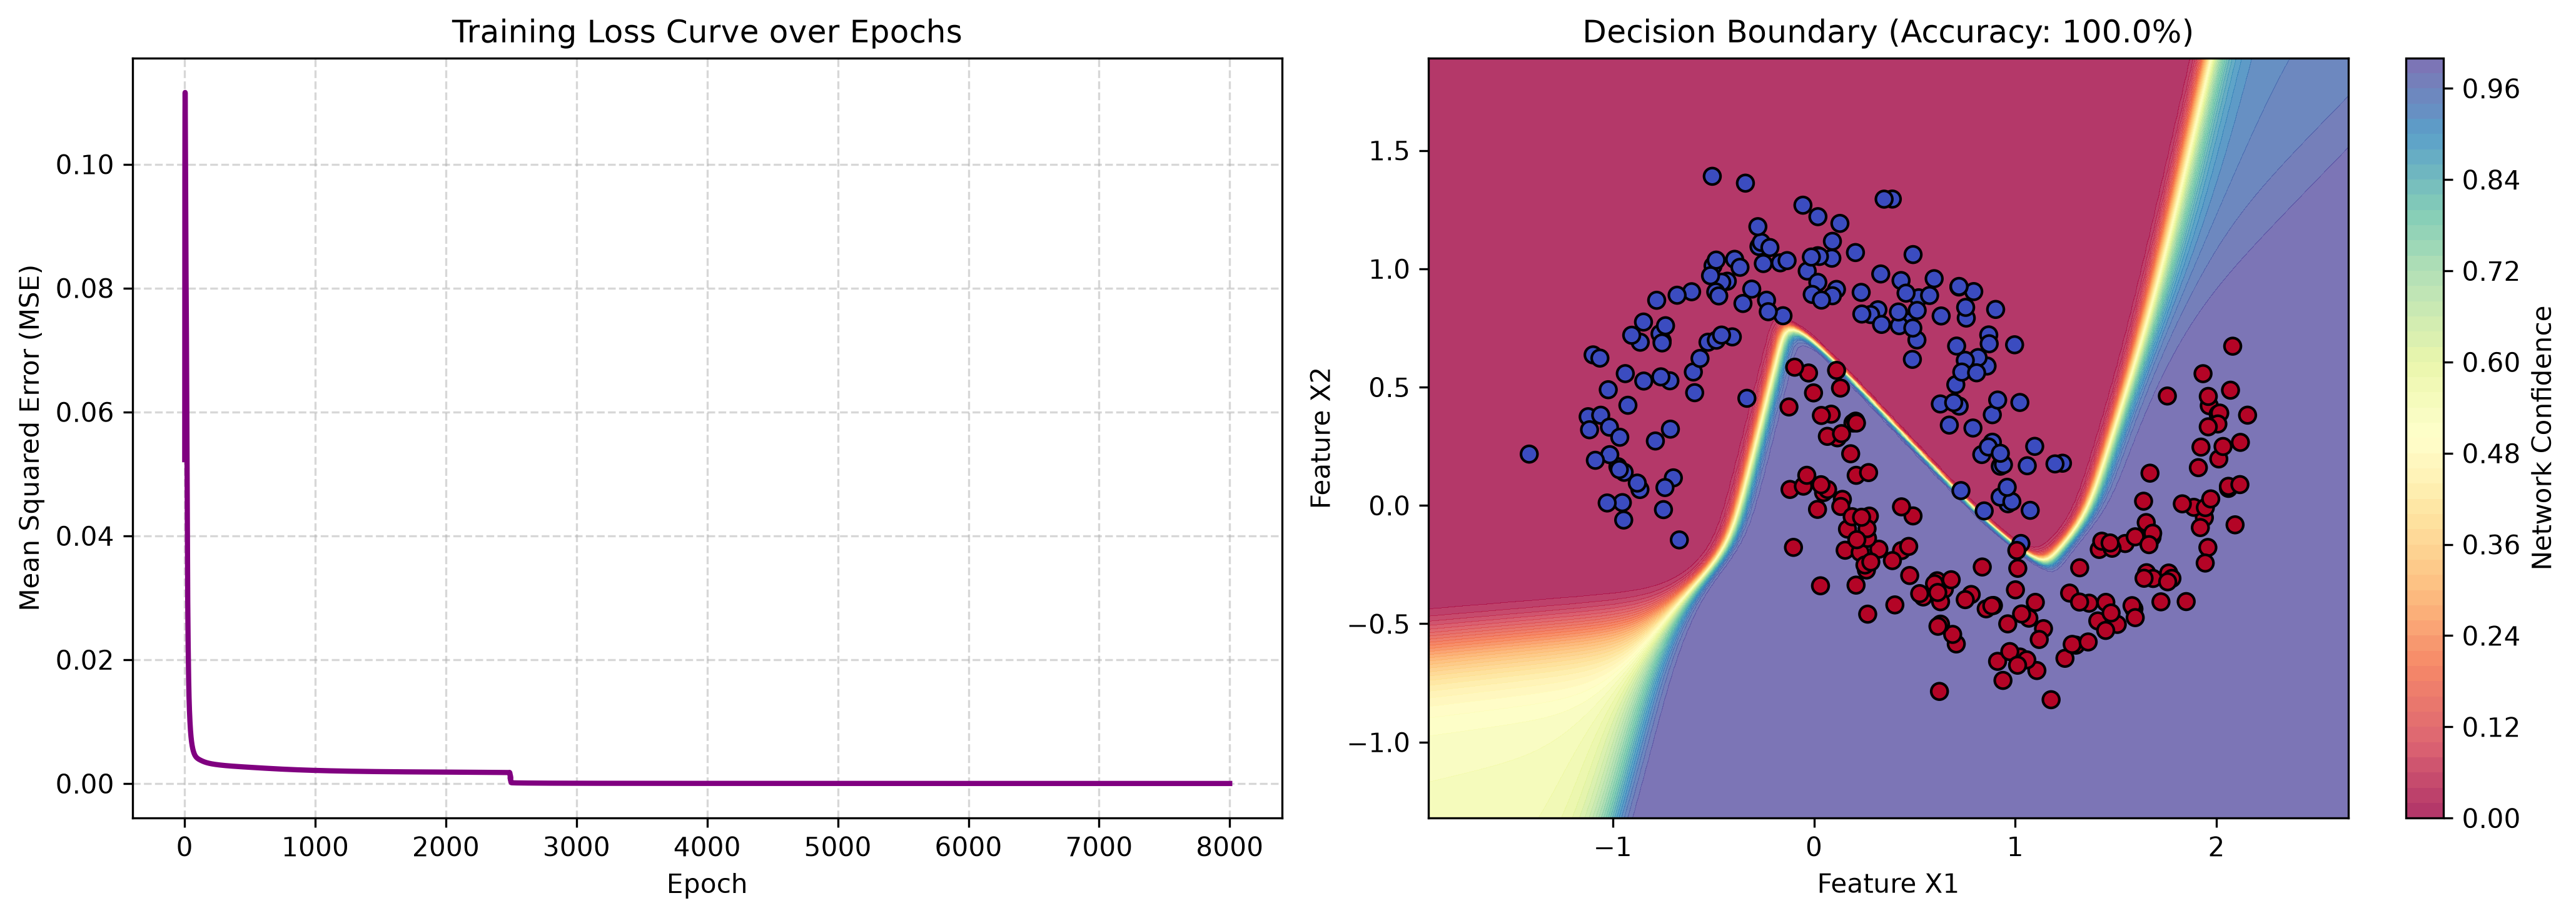 Training Loss Curve over Epochs
Mean Squared Error (MSE)
0.10
0.08
0.06
0.04
0.02
0.00
0 1000 2000 3000 4000 5000 6000 7000 8000
Epoch
Decision Boundary (Accuracy: 100.0%)
Feature X2
1.5
1.0
0.5
0.0
−0.5
−1.0
−1 0 1 2
Feature X1
0.96
0.84
0.72
0.60
0.48
0.36
0.24
0.12
0.00
Network Confidence